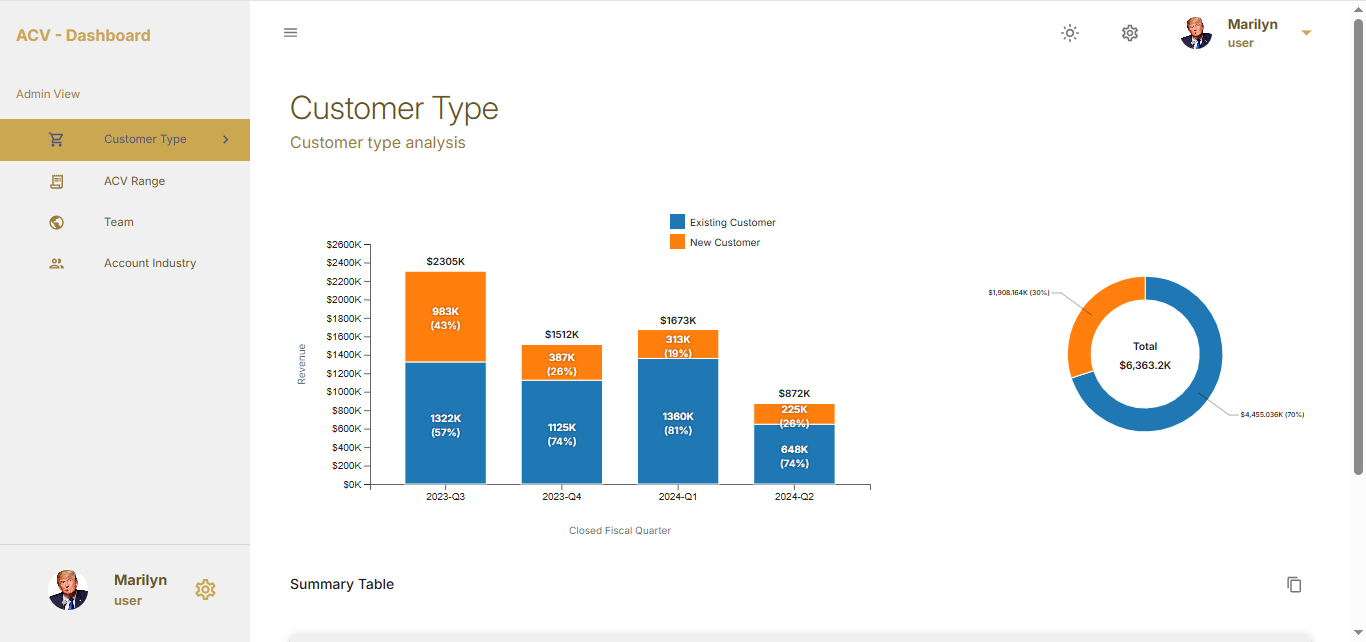 ACV - Dashboard
Marilyn
user
Admin View
Customer Type
ACV Range
Team
Account Industry
Marilyn
user
Customer Type
Customer type analysis
Existing Customer
New Customer
$2600K
$2400K
$2200K
$2000K
$1800K
$1600K
$1400K
$1200K
$1000K
$800K
$600K
$400K
$200K
$0K
Revenue
$2305K
983K
(43%)
1322K
(57%)
$1512K
387K
(26%)
1125K
(74%)
$1673K
313K
(19%)
1360K
(81%)
$872K
225K
(26%)
648K
(74%)
2023-Q3
2023-Q4
2024-Q1
2024-Q2
Closed Fiscal Quarter
$1,908.164K (30%)
Total
$6,363.2K
$4,455.036K (70%)
Summary Table